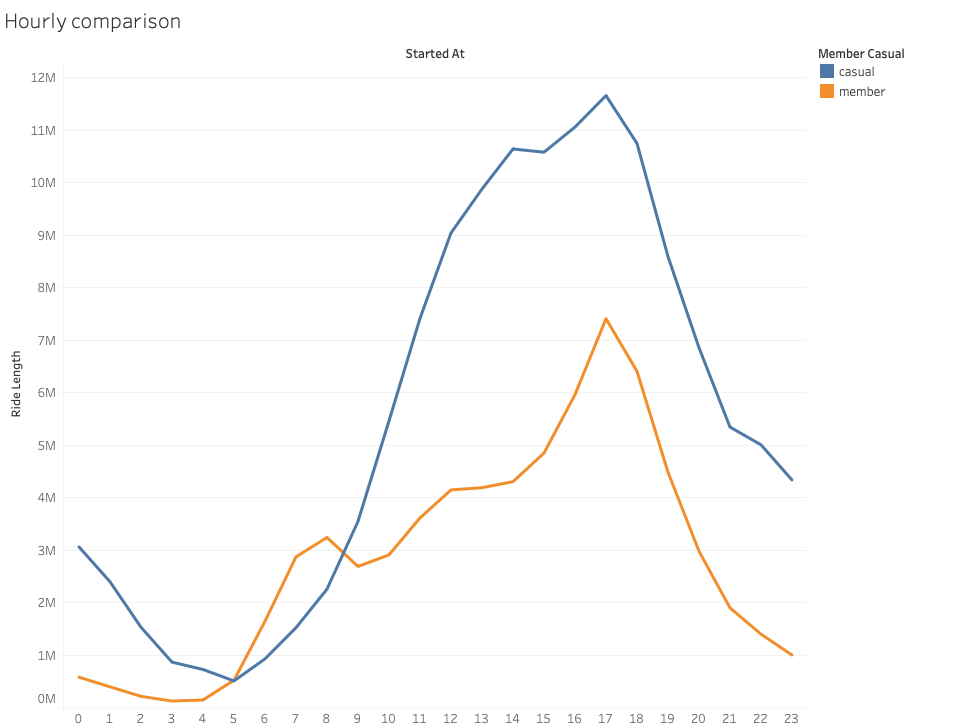 Hourly comparison
Started At
Member Casual
casual
member
12M
11M
10M
9M
8M
7M
6M
5M
4M
3M
2M
1M
0M
Ride Length
0 1 2 3 4 5 6 7 8 9 10 11 12 13 14 15 16 17 18 19 20 21 22 23